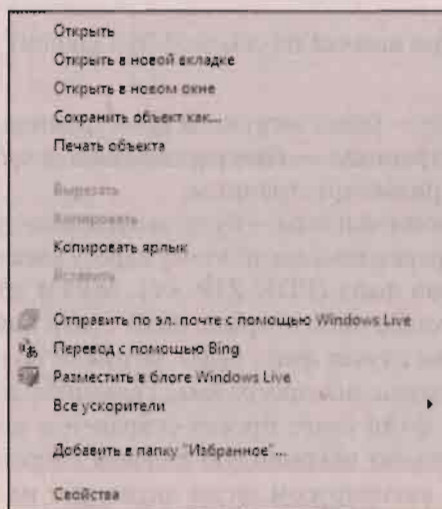 Открыть
Открыть в новой вкладке
Открыть в новом окне
Сохранить объект как...
Печать объекта
Вырезать
Копировать
Копировать ярлык
Вставить
Отправить по эл. почте с помощью Windows Live
Перевод с помощью Bing
Разместить в блоге Windows Live
Все ускорители
Добавить в папку "Избранное"...
Свойства